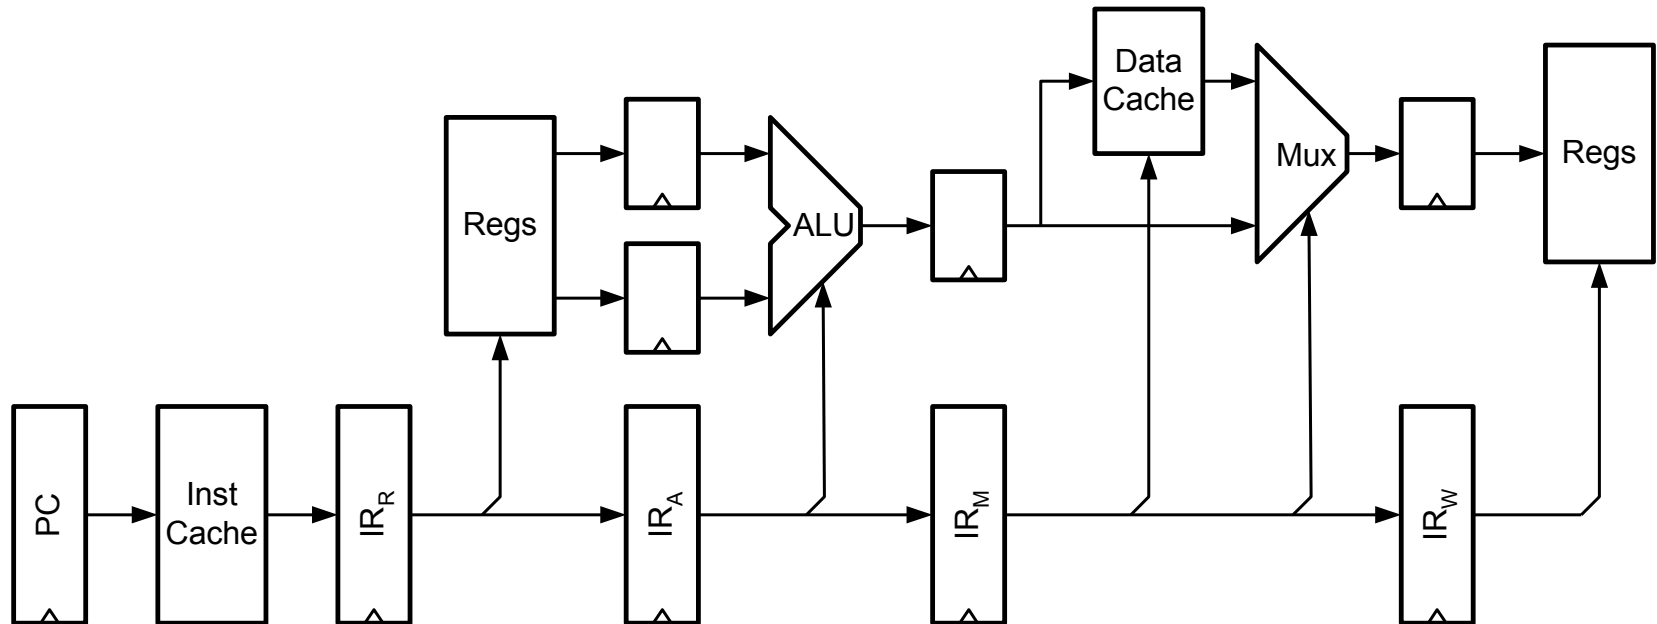 Data
Cache
Mux
Regs
Regs
ALU
PC
Inst
Cache
IR_R
IR_A
IR_M
IR_W